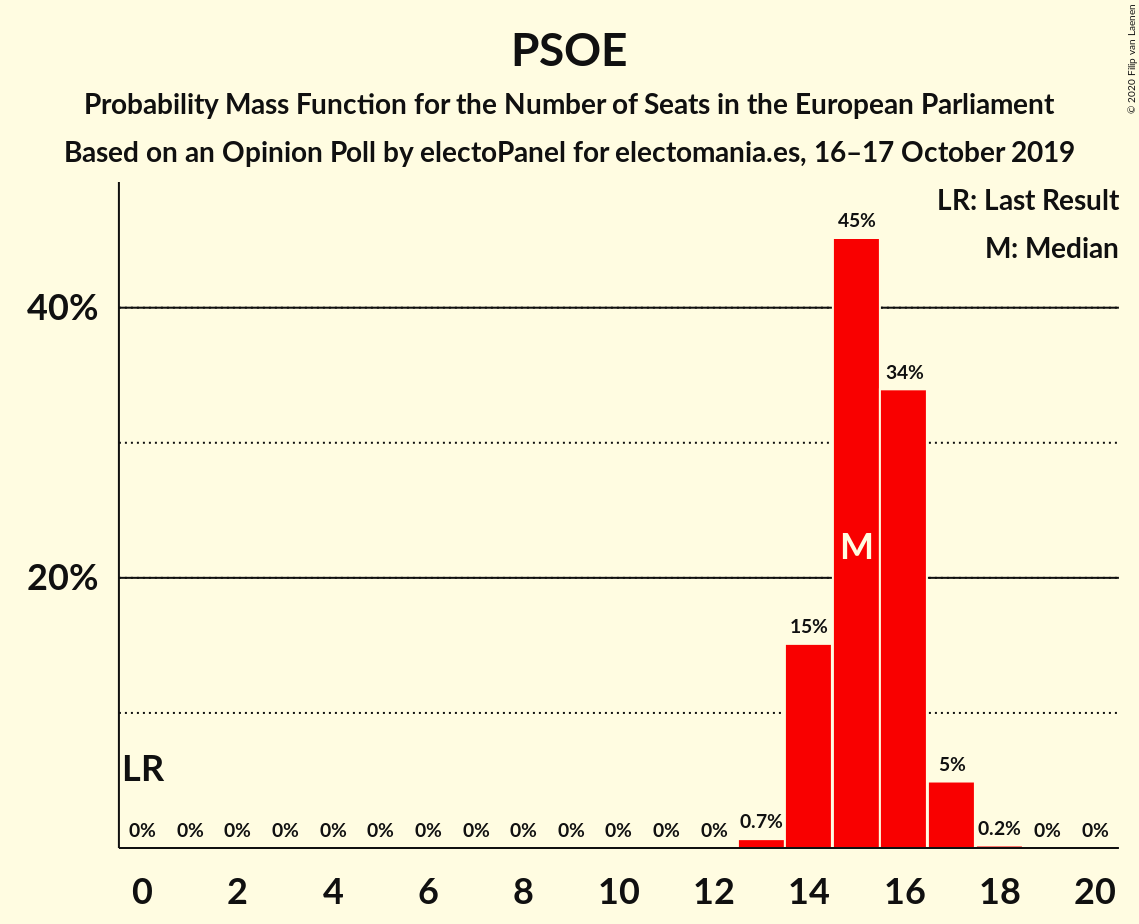 PSOE
Probability Mass Function for the Number of Seats in the European Parliament
Based on an Opinion Poll by electoPanel for electomania.es, 16–17 October 2019
© 2020 Filip van Laenen
LR: Last Result
M: Median
45%
40%
34%
M
20%
15%
LR
5%
0% 0% 0% 0% 0% 0% 0% 0% 0% 0% 0% 0% 0% 0.7% 0.2% 0% 0%
0 2 4 6 8 10 12 14 16 18 20